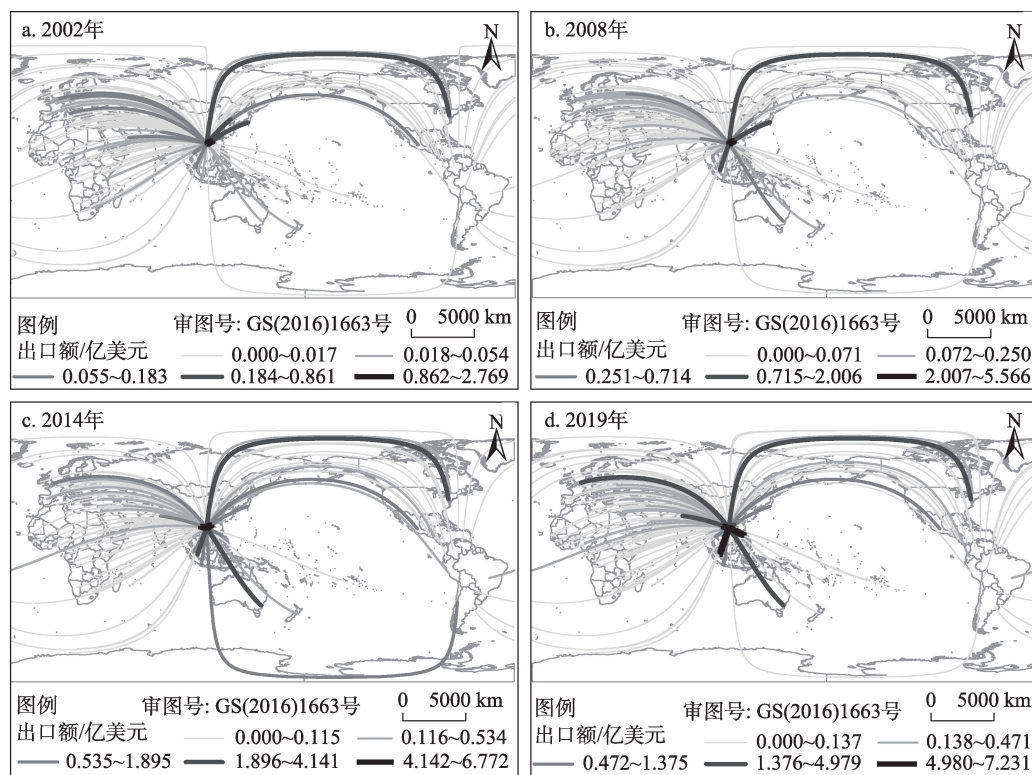 a. 2002年
N
图例
审图号: GS(2016)1663号
0 5000 km
出口额/亿美元
0.000~0.017
0.018~0.054
0.055~0.183
0.184~0.861
0.862~2.769
b. 2008年
N
图例
审图号: GS(2016)1663号
0 5000 km
出口额/亿美元
0.000~0.071
0.072~0.250
0.251~0.714
0.715~2.006
2.007~5.566
c. 2014年
N
图例
审图号: GS(2016)1663号
0 5000 km
出口额/亿美元
0.000~0.115
0.116~0.534
0.535~1.895
1.896~4.141
4.142~6.772
d. 2019年
N
图例
审图号: GS(2016)1663号
0 5000 km
出口额/亿美元
0.000~0.137
0.138~0.471
0.472~1.375
1.376~4.979
4.980~7.231